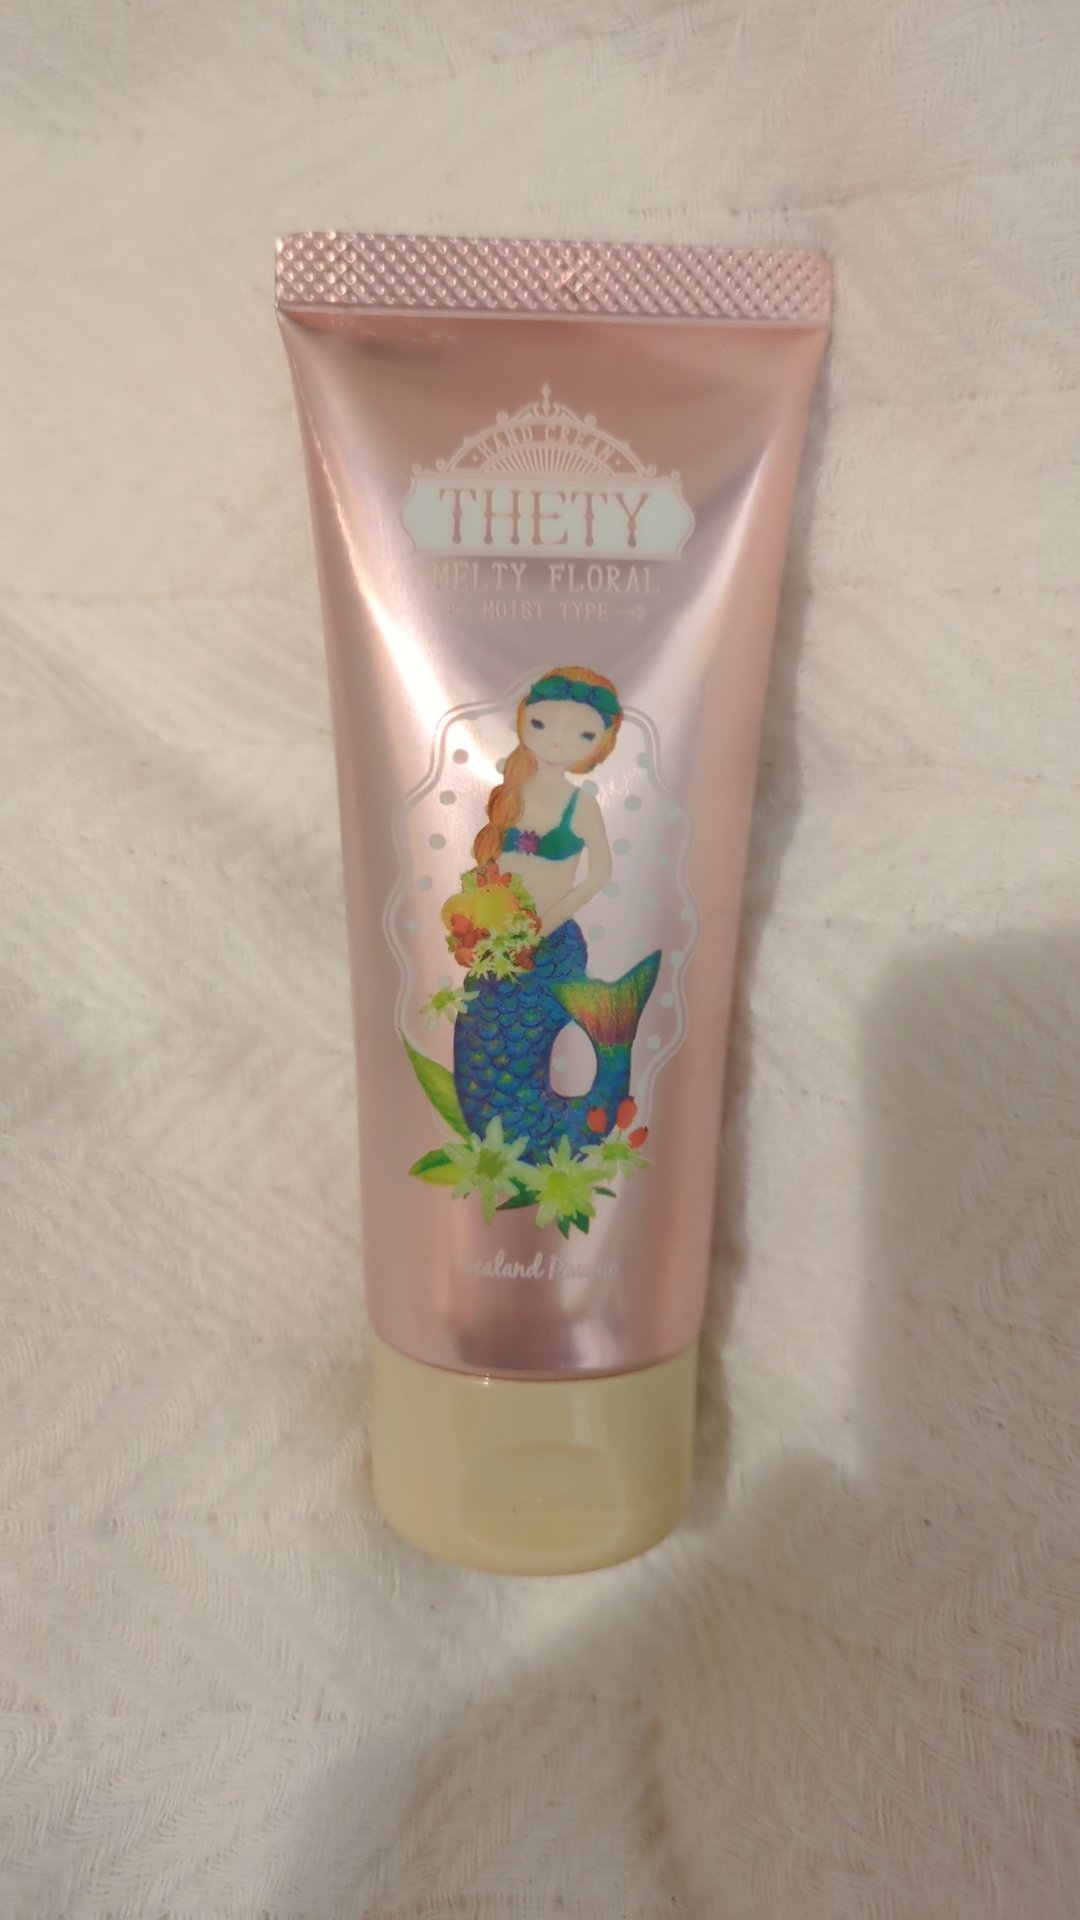 HAND CREAM
THETY
MELTY FLORAL
MOIST TYPE